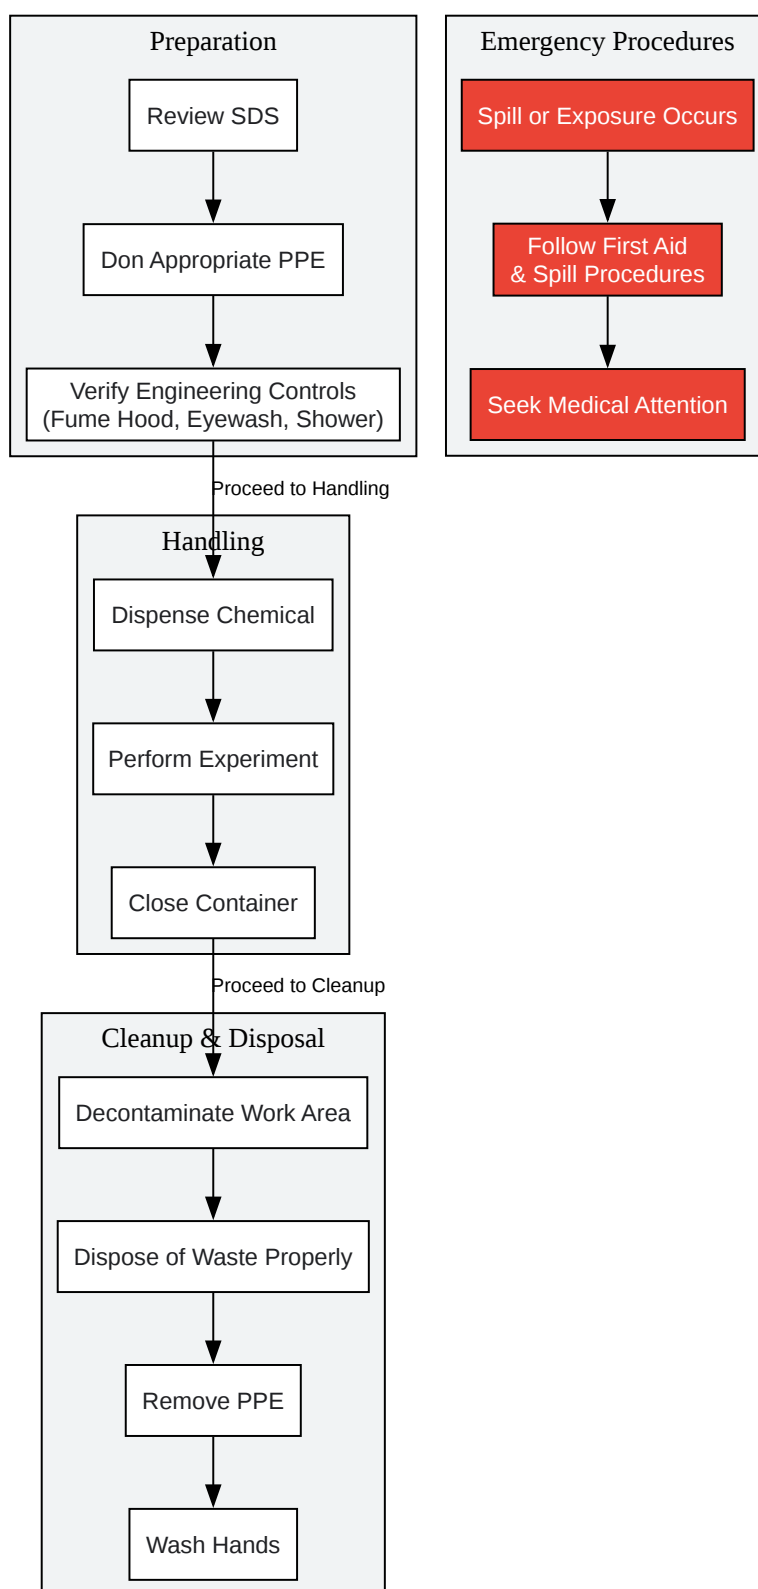 Preparation
Review SDS
Don Appropriate PPE
Verify Engineering Controls
(Fume Hood, Eyewash, Shower)
Proceed to Handling
Handling
Dispense Chemical
Perform Experiment
Close Container
Proceed to Cleanup
Cleanup & Disposal
Decontaminate Work Area
Dispose of Waste Properly
Remove PPE
Wash Hands
Emergency Procedures
Spill or Exposure Occurs
Follow First Aid
& Spill Procedures
Seek Medical Attention